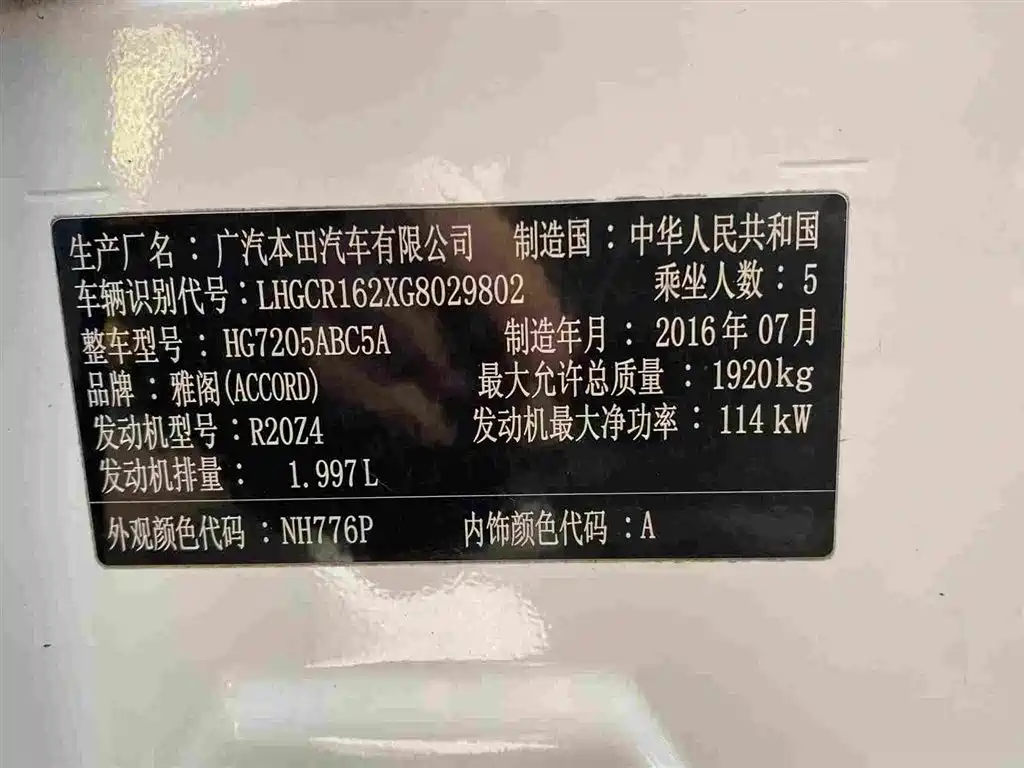 生产厂名：广汽本田汽车有限公司 制造国：中华人民共和国
车辆识别代号：LHGCR162XG8029802 乘坐人数：5
整车型号：HG7205ABC5A 制造年月：2016年07月
品牌：雅阁(ACCORD) 最大允许总质量：1920kg
发动机型号：R20Z4 发动机最大净功率：114kW
发动机排量：1.997L
外观颜色代码：NH776P 内饰颜色代码：A